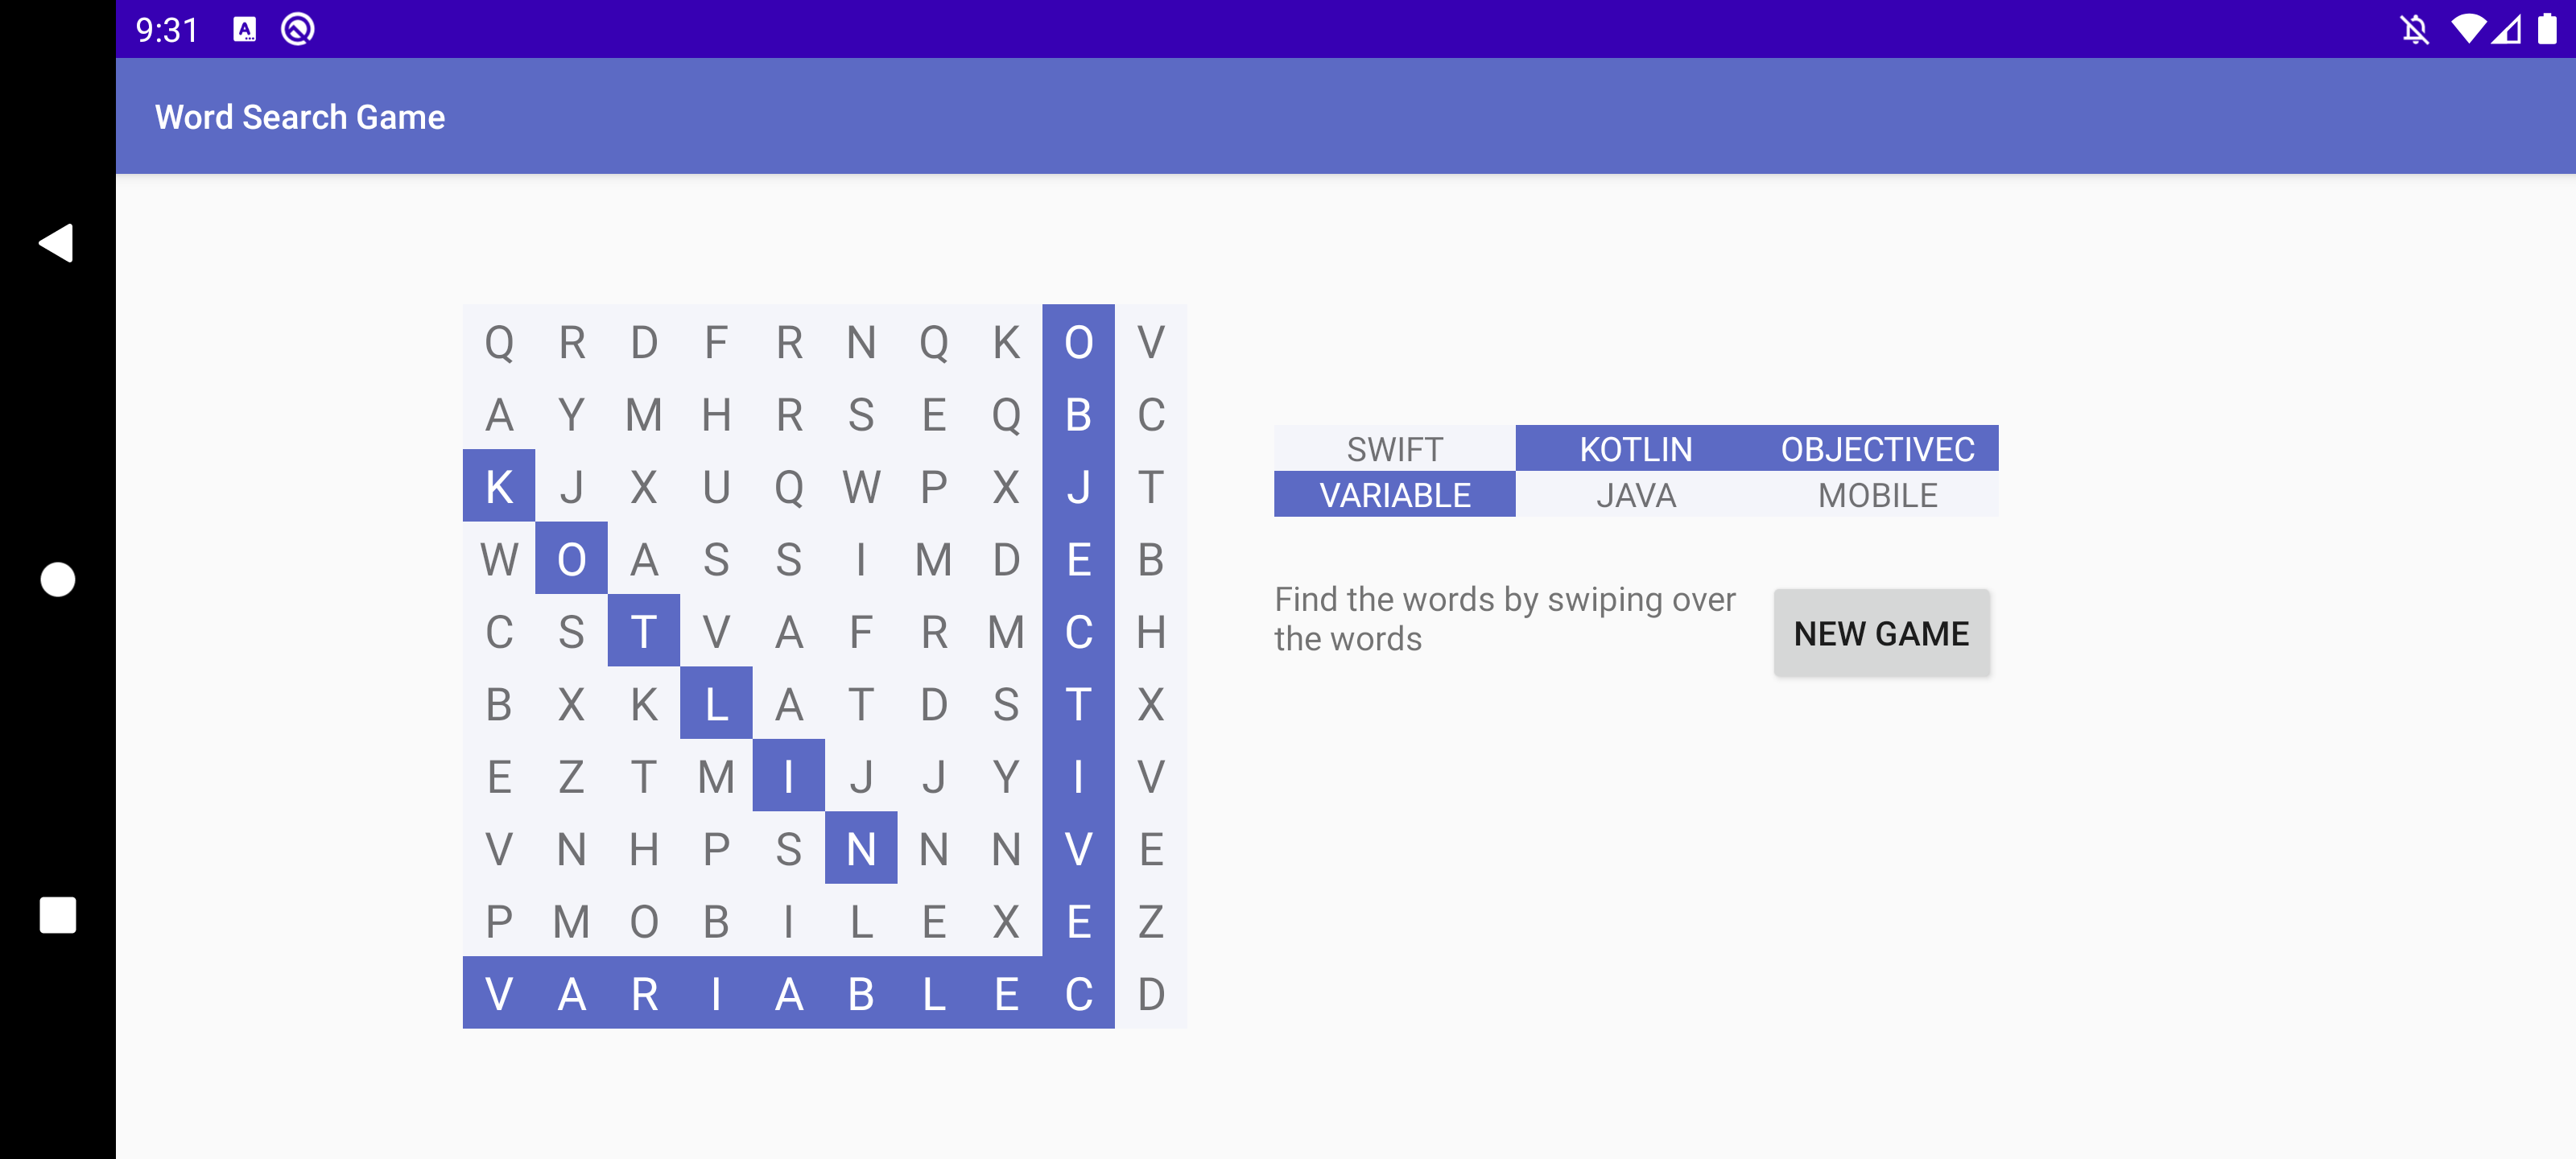 9:31
Word Search Game
Q R D F R N Q K O V
A Y M H R S E Q B C
K J X U Q W P X J T
W O A S S I M D E B
C S T V A F R M C H
B X K L A T D S T X
E Z T M I J J Y I V
V N H P S N N N V E
P M O B I L E X E Z
V A R I A B L E C D
SWIFT KOTLIN OBJECTIVEC
VARIABLE JAVA MOBILE
Find the words by swiping over
the words
NEW GAME